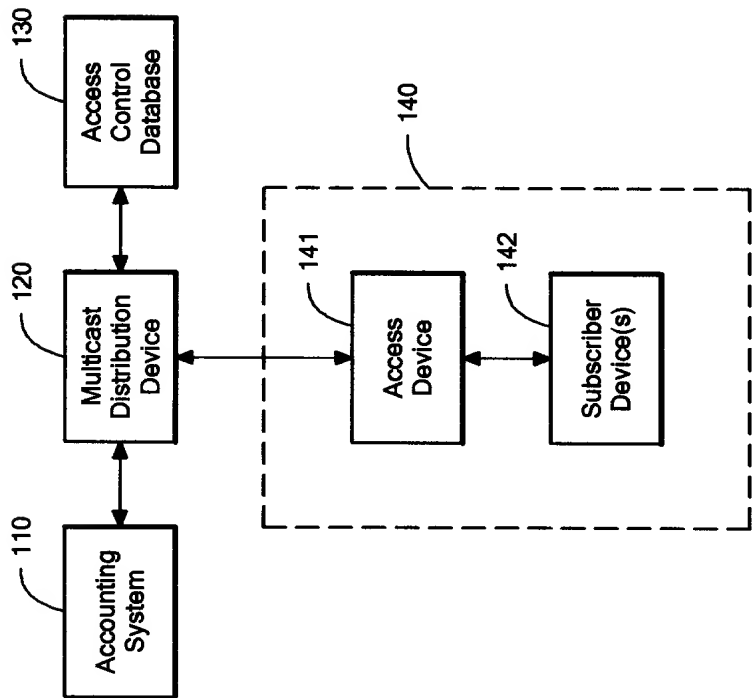 110
Accounting
System
120
Multicast
Distribution
Device
130
Access
Control
Database
140
141
Access
Device
142
Subscriber
Device(s)